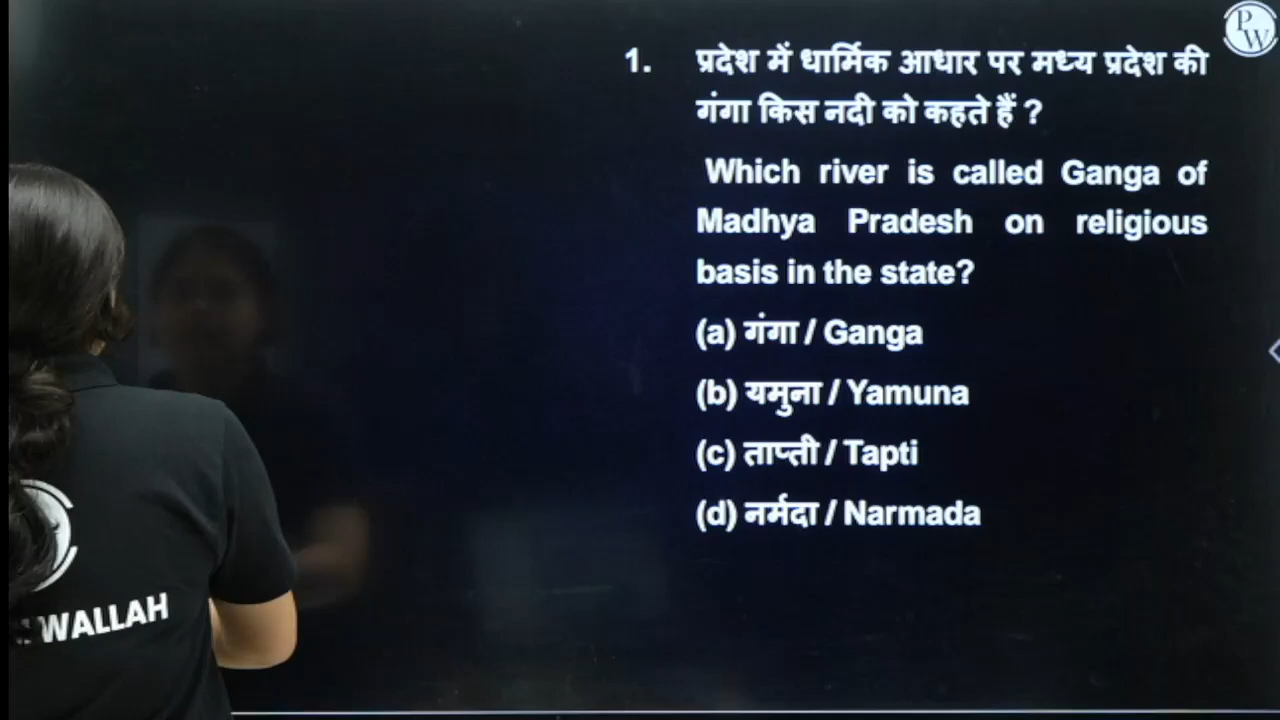 PW
1. प्रदेश में धार्मिक आधार पर मध्य प्रदेश की
गंगा किस नदी को कहते हैं ?
Which river is called Ganga of
Madhya Pradesh on religious
basis in the state?
(a) गंगा / Ganga
(b) यमुना / Yamuna
(c) ताप्ती / Tapti
(d) नर्मदा / Narmada
WALLAH